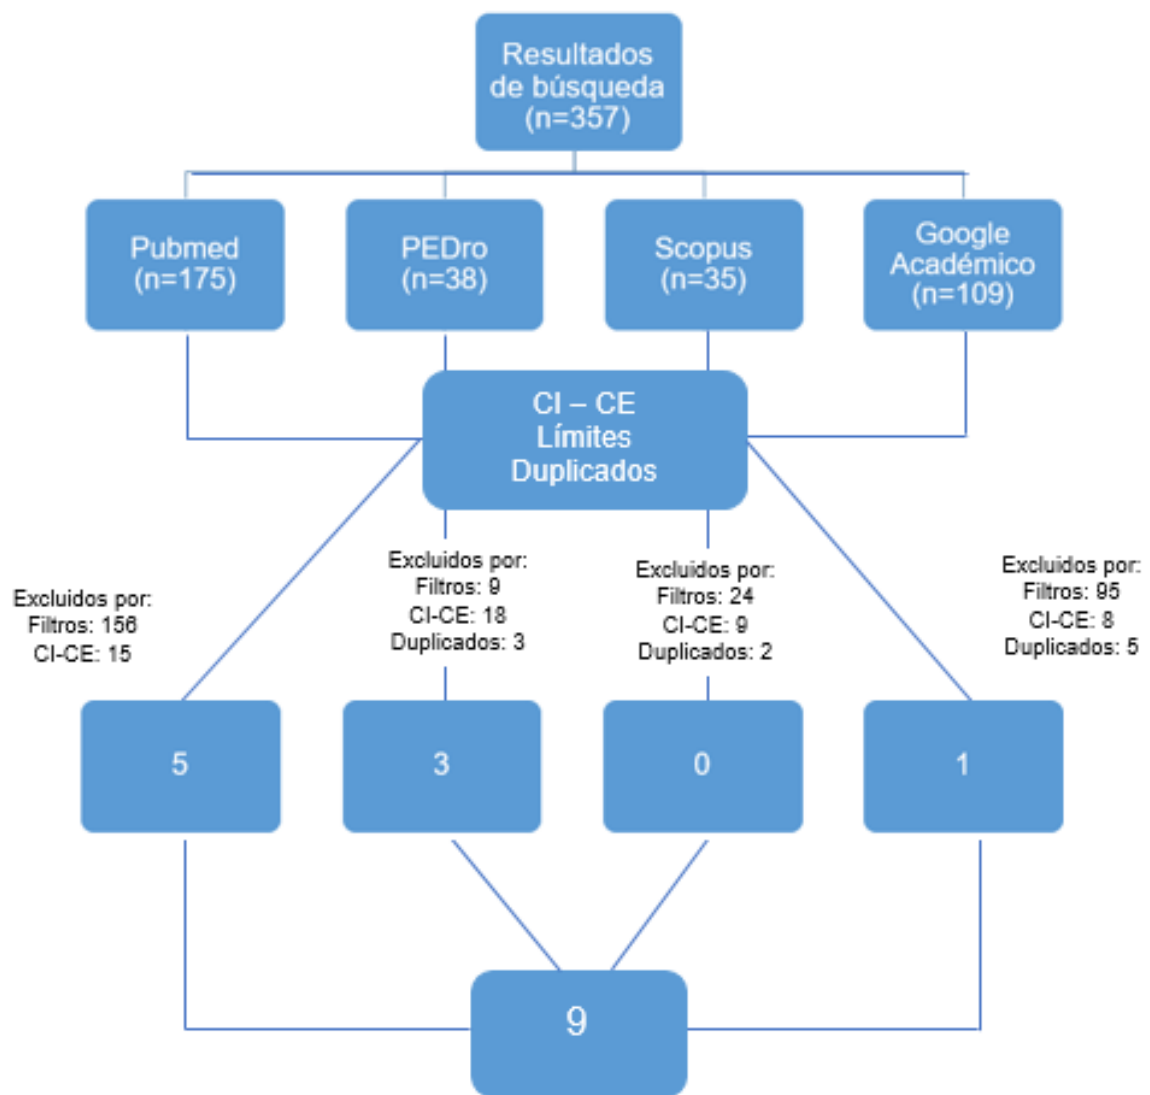 Resultados
de búsqueda
(n=357)
Pubmed
(n=175)
PEDro
(n=38)
Scopus
(n=35)
Google
Académico
(n=109)
CI – CE
Límites
Duplicados
Excluidos por:
Filtros: 156
CI-CE: 15
Excluidos por:
Filtros: 9
CI-CE: 18
Duplicados: 3
Excluidos por:
Filtros: 24
CI-CE: 9
Duplicados: 2
Excluidos por:
Filtros: 95
CI-CE: 8
Duplicados: 5
5
3
0
1
9